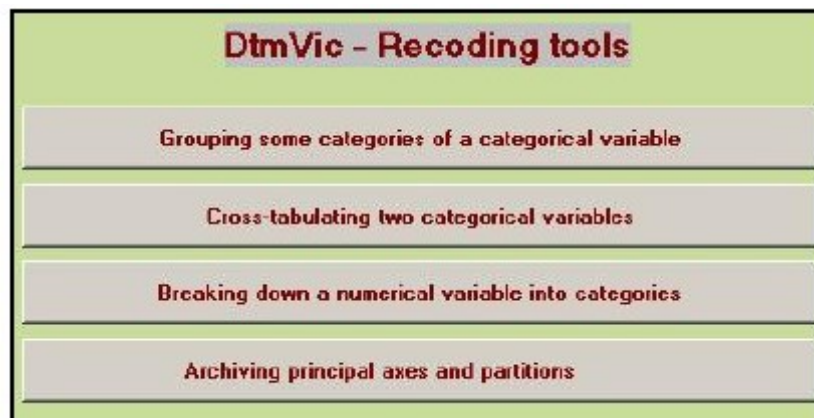 DtmVic - Recoding tools
Grouping some categories of a categorical variable
Cross-tabulating two categorical variables
Breaking down a numerical variable into categories
Archiving principal axes and partitions